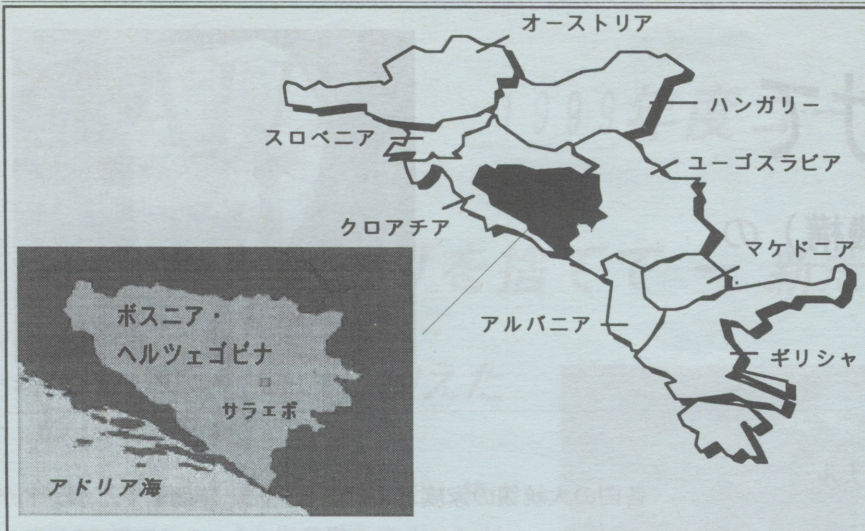 オーストリア
ハンガリー
スロベニア
ユーゴスラビア
クロアチア
マケドニア
アルバニア
ギリシャ
ボスニア・
ヘルツェゴビナ
サラエボ
アドリア海